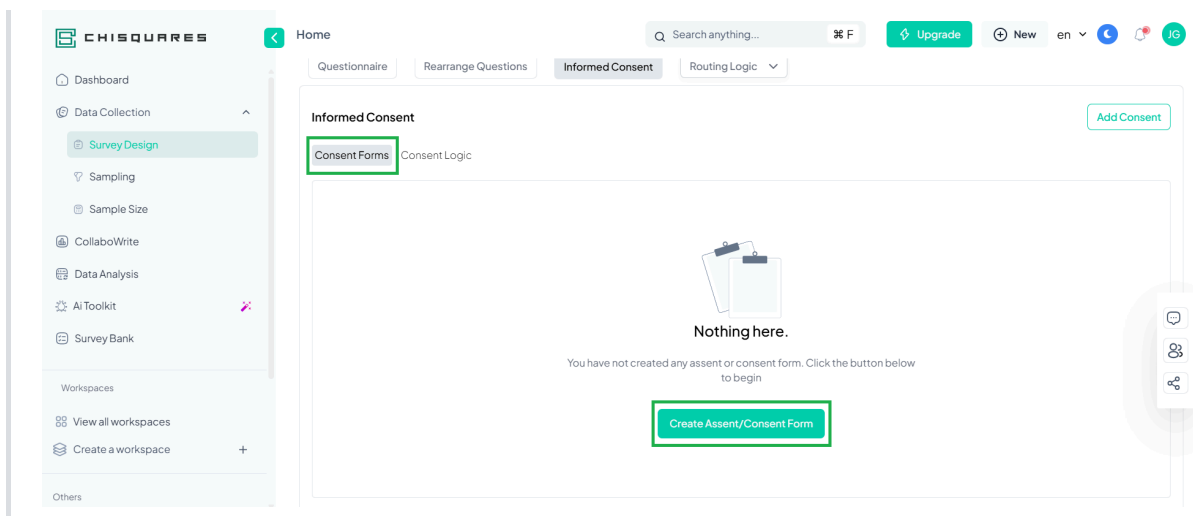 CHISQUARES
Home
Search anything...
⌘ F
Upgrade
New
en
JG
Dashboard
Data Collection
Survey Design
Sampling
Sample Size
CollaboWrite
Data Analysis
Ai Toolkit
Survey Bank
Workspaces
View all workspaces
Create a workspace +
Others
Questionnaire
Rearrange Questions
Informed Consent
Routing Logic
Informed Consent
Add Consent
Consent Forms
Consent Logic
Nothing here.
You have not created any assent or consent form. Click the button below
to begin
Create Assent/Consent Form